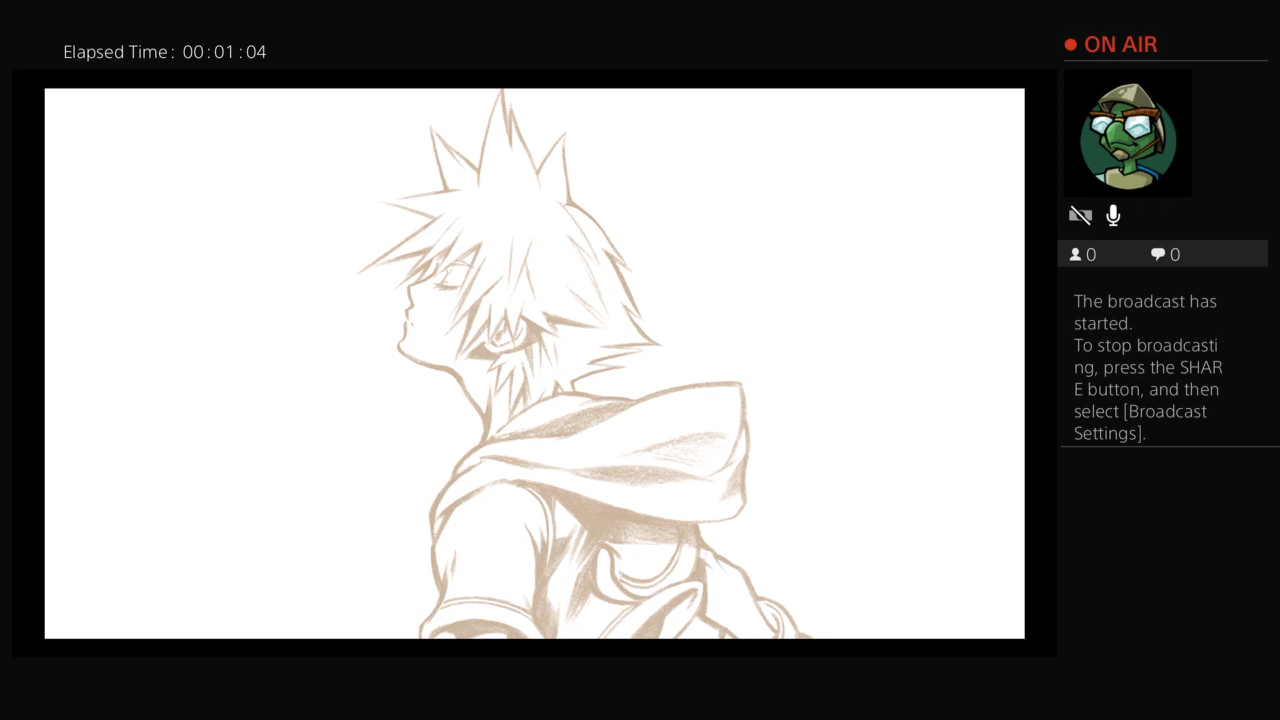 Elapsed Time: 00:01:04
ON AIR
0 0
The broadcast has
started.
To stop broadcasti
ng, press the SHAR
E button, and then
select [Broadcast
Settings].